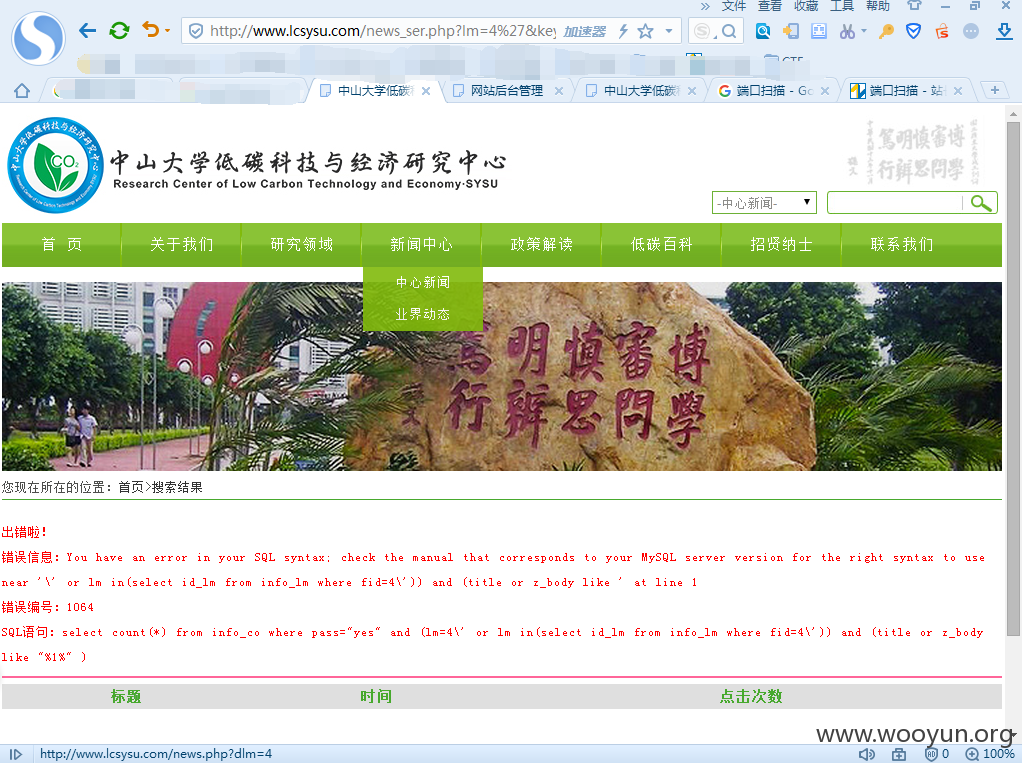 » 文件 查看 收藏 工具 帮助
http://www.lcsysu.com/news_ser.php?lm=4%27&key 加速器
中山大学低碳 × 网站后台管理 × 中山大学低碳 × 端口扫描 - Go × 端口扫描 - 站 ×
中山大学低碳科技与经济研究中心
Research Center of Low Carbon Technology and Economy·SYSU
CO2
博學審問慎思明辨篤行
-中心新闻-
首 页 关于我们 研究领域 新闻中心 政策解读 低碳百科 招贤纳士 联系我们
中心新闻
业界动态
博學審問慎思明辨篤行
您现在所在的位置：首页>搜索结果
出错啦！
错误信息：You have an error in your SQL syntax; check the manual that corresponds to your MySQL server version for the right syntax to use
near '\' or lm in(select id_lm from info_lm where fid=4\')) and (title or z_body like ' at line 1
错误编号：1064
SQL语句：select count(*) from info_co where pass="yes" and (lm=4\' or lm in(select id_lm from info_lm where fid=4\')) and (title or z_body
like "%1%" )
标题 时间 点击次数
www.wooyun.org
http://www.lcsysu.com/news.php?dlm=4 0 100%